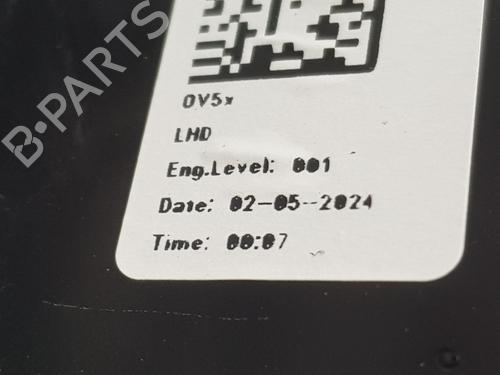 B-PARTS
OV5x
LHD
Eng.Level: 001
Date: 02-05-2024
Time: 00:07